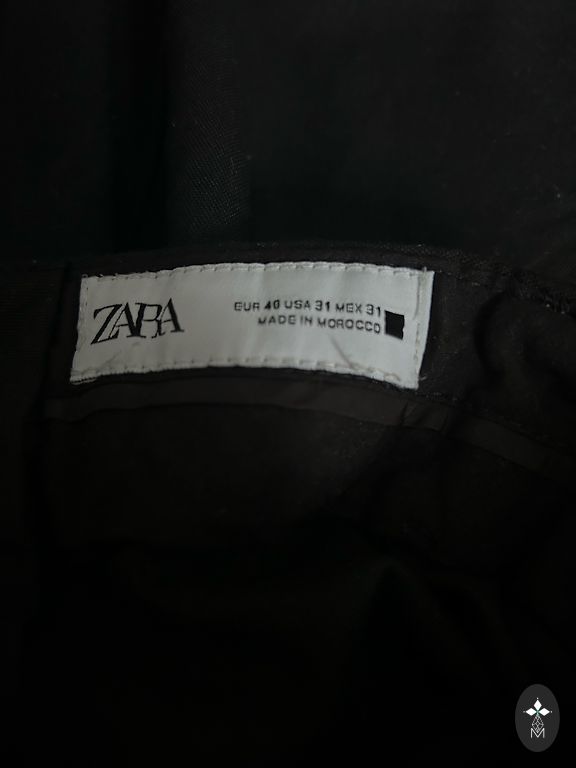 ZARA
EUR 40 USA 31 MEX 31
MADE IN MOROCCO
M